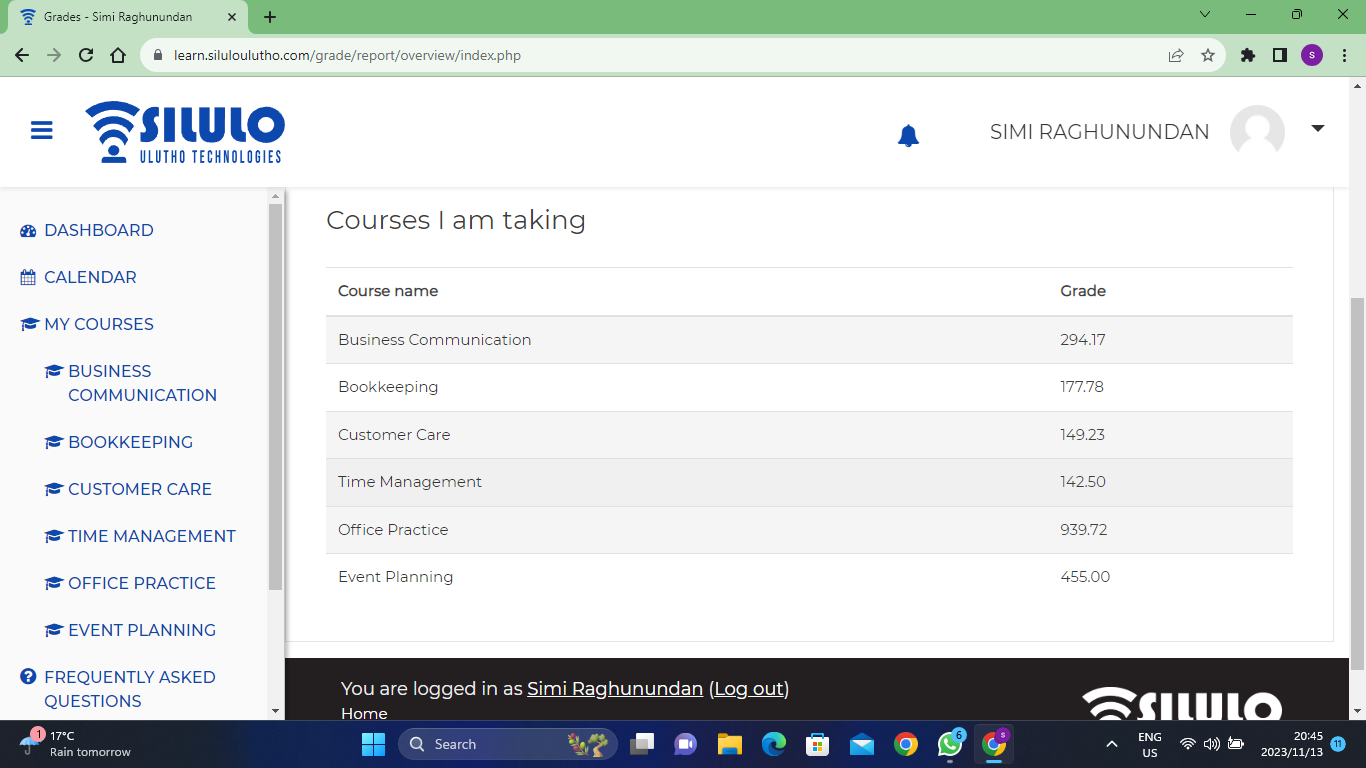 Grades - Simi Raghunundan
learn.siluloulutho.com/grade/report/overview/index.php
S
SILULO
ULUTHO TECHNOLOGIES
SIMI RAGHUNUNDAN
DASHBOARD
CALENDAR
MY COURSES
BUSINESS
COMMUNICATION
BOOKKEEPING
CUSTOMER CARE
TIME MANAGEMENT
OFFICE PRACTICE
EVENT PLANNING
FREQUENTLY ASKED
QUESTIONS
Courses I am taking
Course name Grade
Business Communication 294.17
Bookkeeping 177.78
Customer Care 149.23
Time Management 142.50
Office Practice 939.72
Event Planning 455.00
You are logged in as Simi Raghunundan (Log out)
Home
SILULO
1
17°C
Rain tomorrow
Search
6
S
ENG
US
20:45
2023/11/13
11